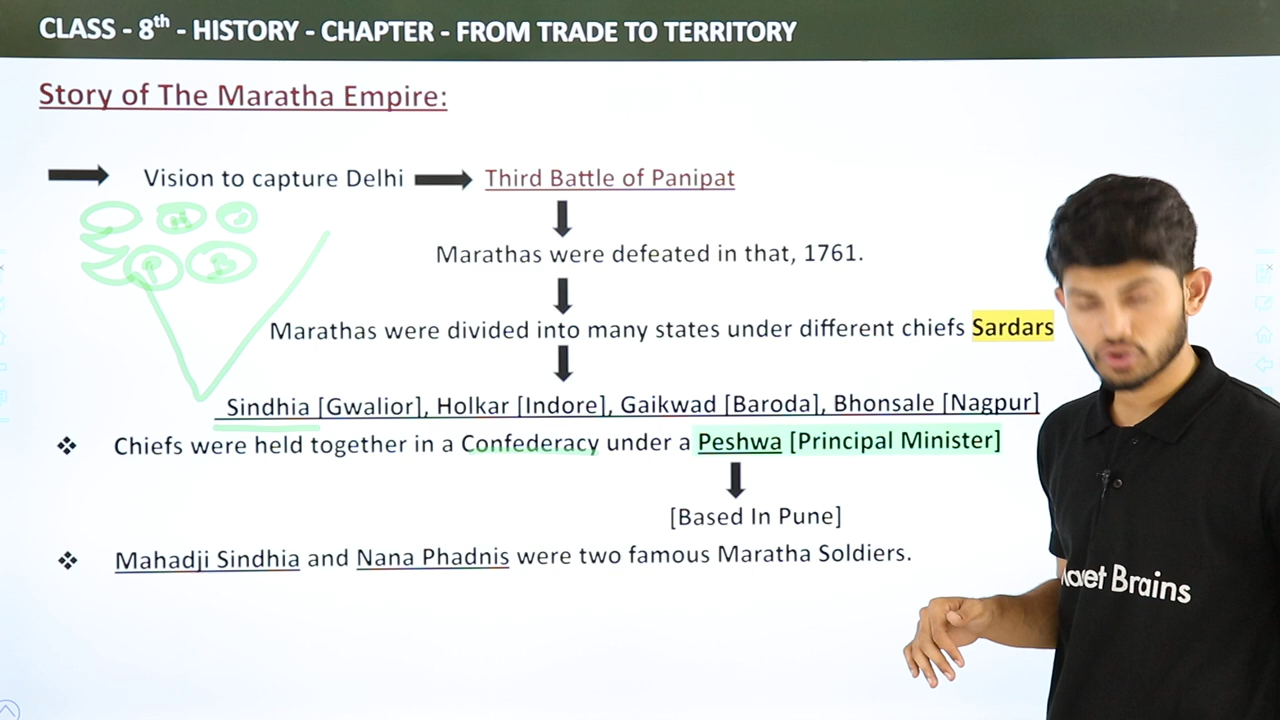 CLASS - 8th - HISTORY - CHAPTER - FROM TRADE TO TERRITORY
Story of The Maratha Empire:
Vision to capture Delhi
Third Battle of Panipat
Marathas were defeated in that, 1761.
Marathas were divided into many states under different chiefs Sardars
Sindhia [Gwalior], Holkar [Indore], Gaikwad [Baroda], Bhonsale [Nagpur]
Chiefs were held together in a Confederacy under a Peshwa [Principal Minister]
[Based In Pune]
Mahadji Sindhia and Nana Phadnis were two famous Maratha Soldiers.
Brains